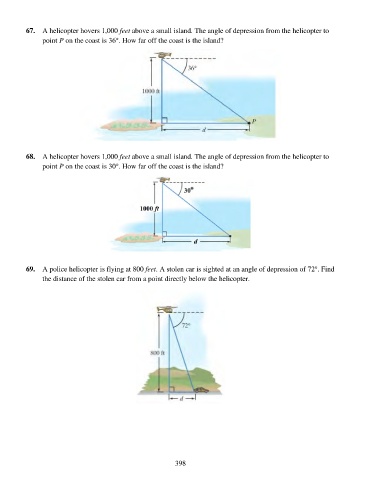 67. A helicopter hovers 1,000 feet above a small island. The angle of depression from the helicopter to
point P on the coast is 36°. How far off the coast is the island?
36°
1000 ft
P
d
68. A helicopter hovers 1,000 feet above a small island. The angle of depression from the helicopter to
point P on the coast is 30°. How far off the coast is the island?
30°
1000 ft
d
69. A police helicopter is flying at 800 feet. A stolen car is sighted at an angle of depression of 72°. Find
the distance of the stolen car from a point directly below the helicopter.
72°
800 ft
d
398